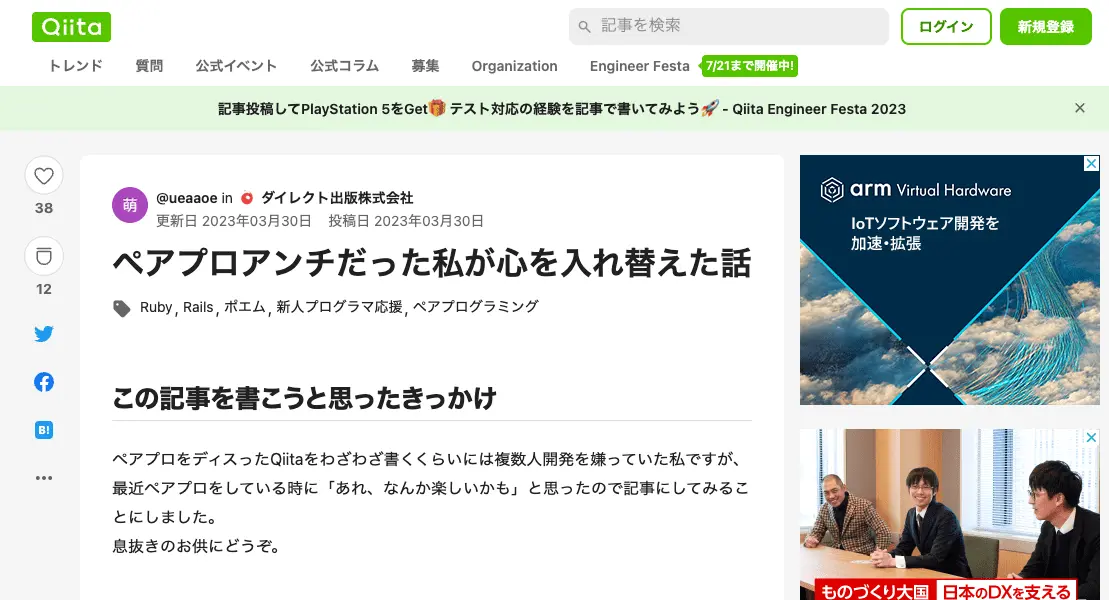 Qiita
記事を検索
ログイン
新規登録
トレンド 質問 公式イベント 公式コラム 募集 Organization Engineer Festa 7/21まで開催中!
記事投稿してPlayStation 5をGet🎁 テスト対応の経験を記事で書いてみよう🚀 - Qiita Engineer Festa 2023
38
12
B!
萌
@ueaaoe in ダイレクト出版株式会社
更新日 2023年03月30日 投稿日 2023年03月30日
ペアプロアンチだった私が心を入れ替えた話
Ruby, Rails, ポエム, 新人プログラマ応援, ペアプログラミング
この記事を書こうと思ったきっかけ
ペアプロをディスったQiitaをわざわざ書くくらいには複数人開発を嫌っていた私ですが、
最近ペアプロをしている時に「あれ、なんか楽しいかも」と思ったので記事にしてみるこ
とにしました。
息抜きのお供にどうぞ。
arm Virtual Hardware
IoTソフトウェア開発を
加速・拡張
ものづくり大国 日本のDXを支える